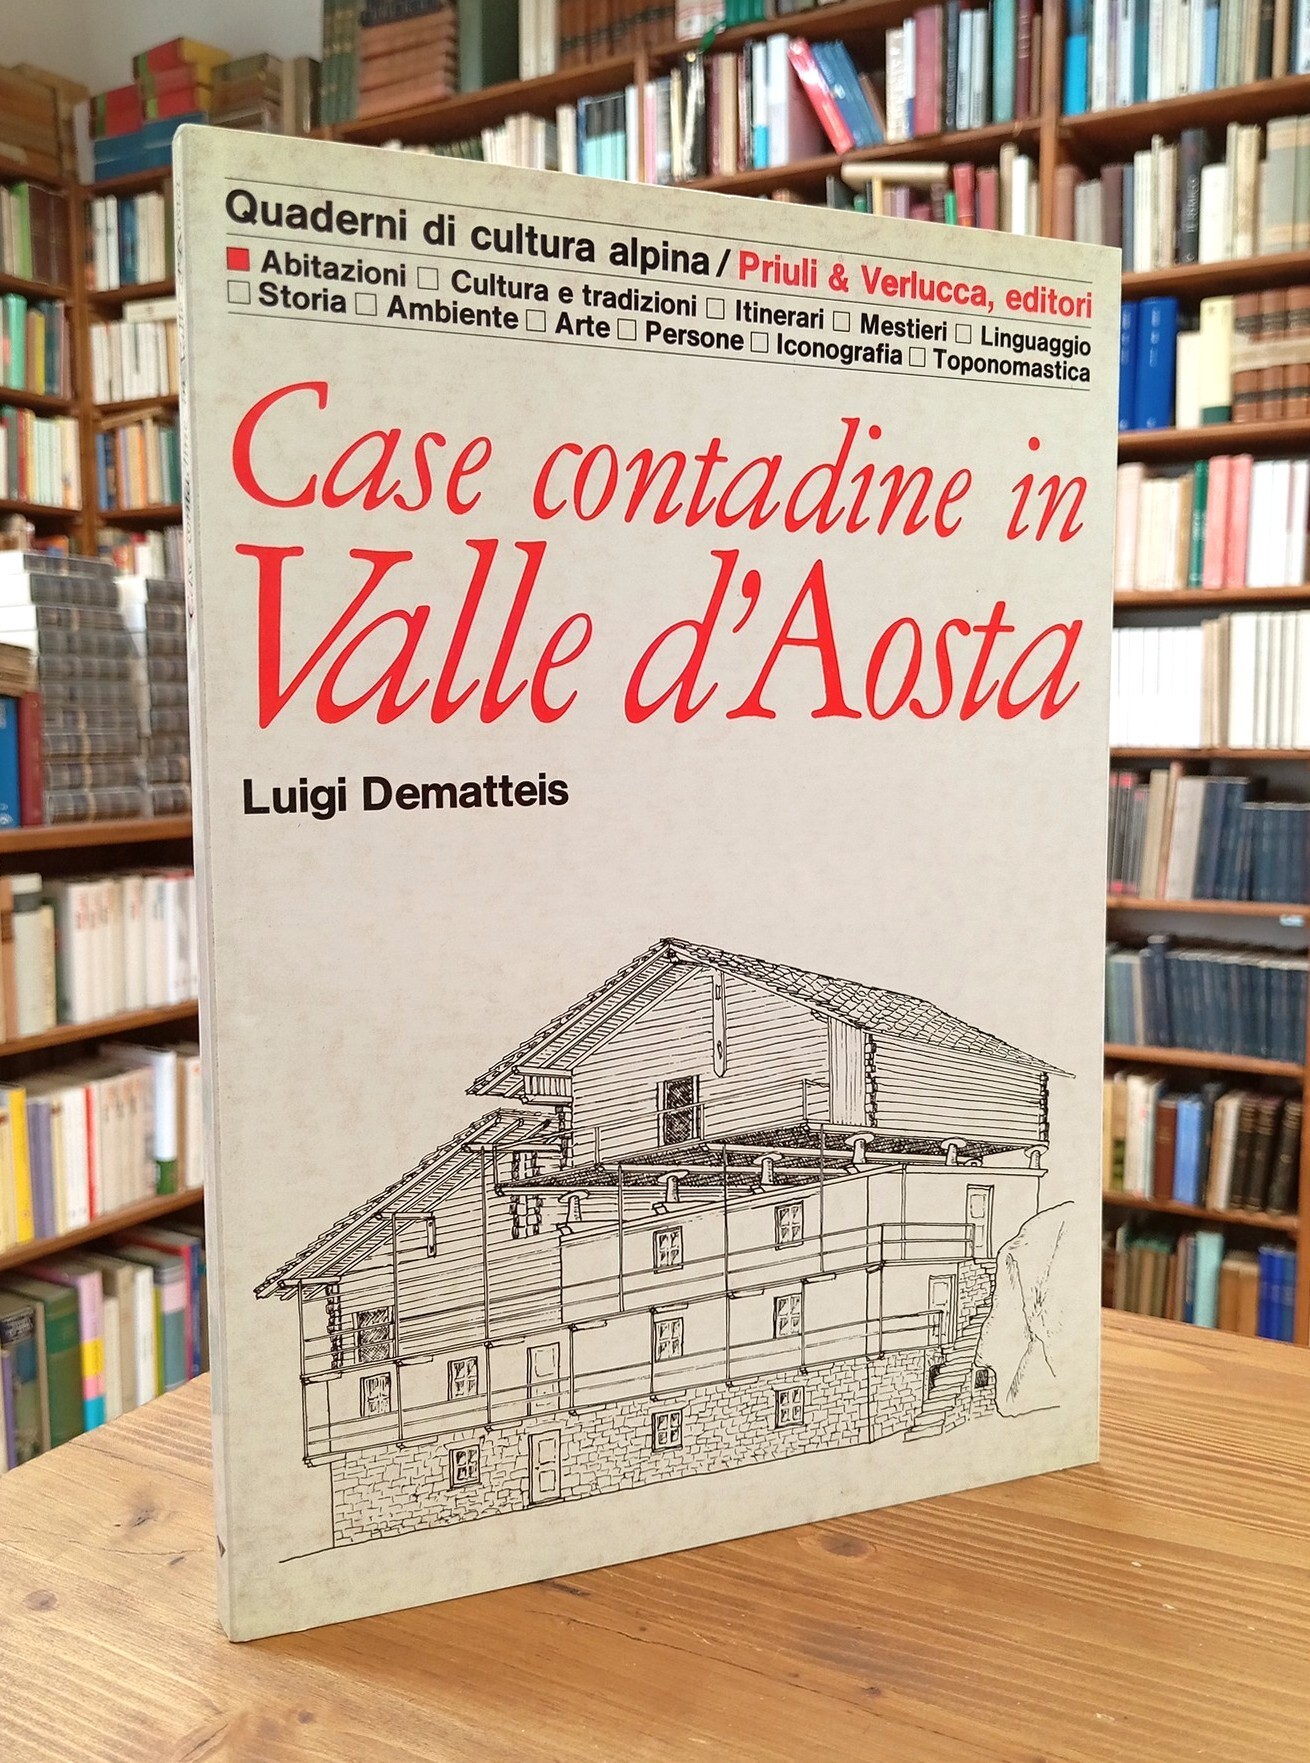 Quaderni di cultura alpina / Priuli & Verlucca, editori
■ Abitazioni □ Cultura e tradizioni □ Itinerari □ Mestieri □ Linguaggio
□ Storia □ Ambiente □ Arte □ Persone □ Iconografia □ Toponomastica
Case contadine in
Valle d'Aosta
Luigi Dematteis